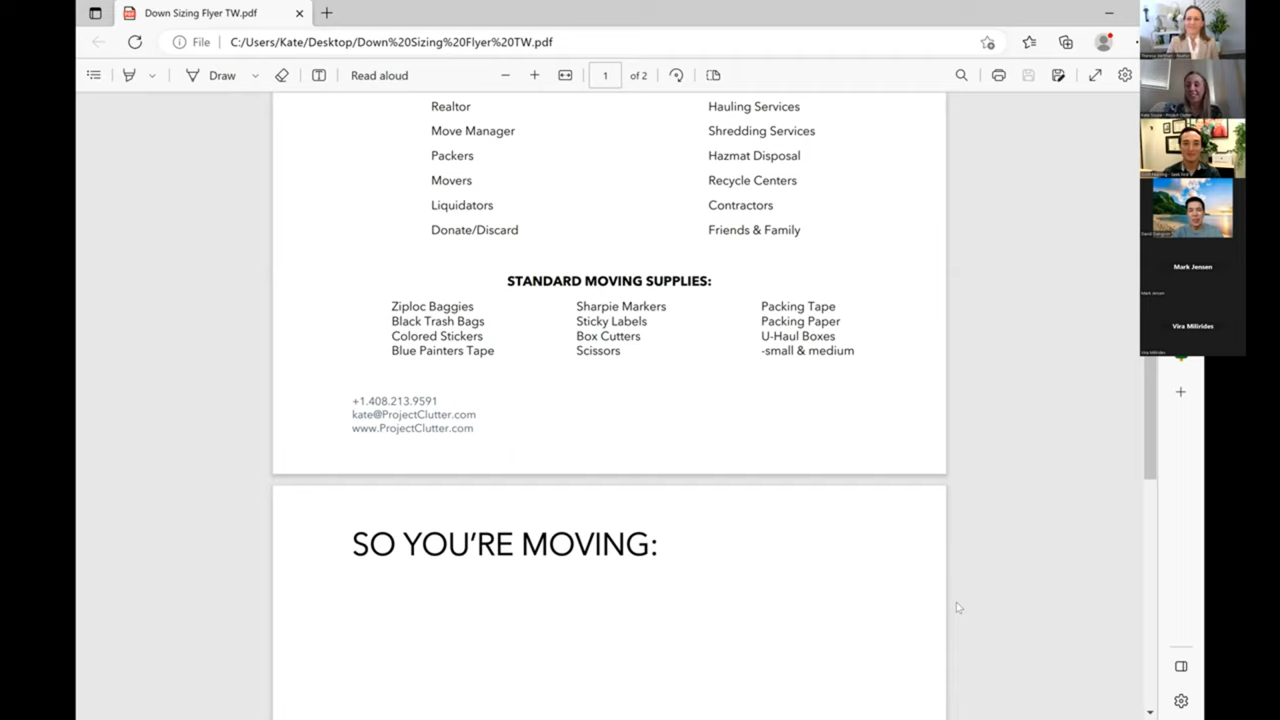 Down Sizing Flyer TW.pdf
File
C:/Users/Kate/Desktop/Down%20Sizing%20Flyer%20TW.pdf
Draw
Read aloud
1
of 2
Realtor
Hauling Services
Move Manager
Shredding Services
Packers
Hazmat Disposal
Movers
Recycle Centers
Liquidators
Contractors
Donate/Discard
Friends & Family
STANDARD MOVING SUPPLIES:
Ziploc Baggies
Sharpie Markers
Packing Tape
Black Trash Bags
Sticky Labels
Packing Paper
Colored Stickers
Box Cutters
U-Haul Boxes
Blue Painters Tape
Scissors
-small & medium
+1.408.213.9591
kate@ProjectClutter.com
www.ProjectClutter.com
SO YOU'RE MOVING:
Mark Jensen
Mark Jensen
Vira Millrides